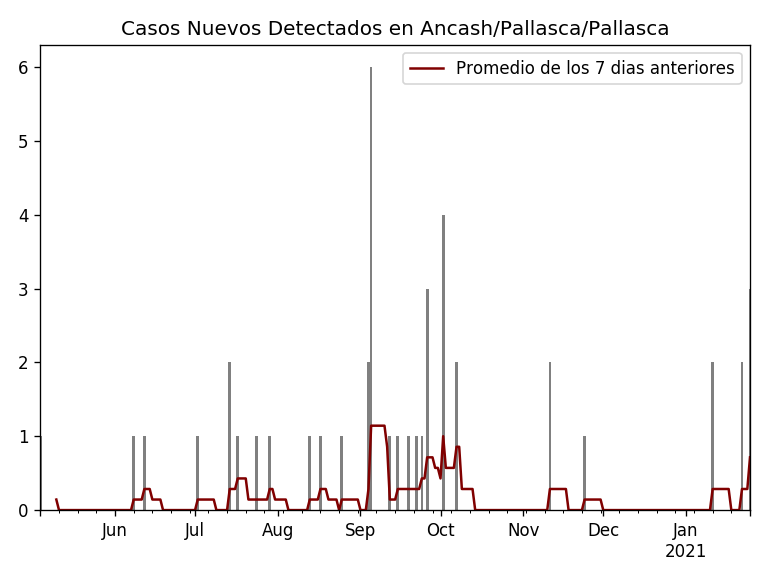 Casos Nuevos Detectados en Ancash/Pallasca/Pallasca
Promedio de los 7 dias anteriores
6
5
4
3
2
1
0
Jun Jul Aug Sep Oct Nov Dec Jan
2021